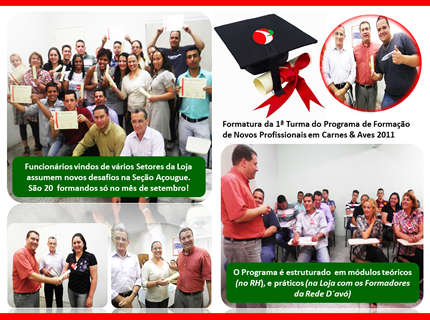 Formatura da 1ª Turma do Programa de Formação
de Novos Profissionais em Carnes & Aves 2011
Funcionários vindos de vários Setores da Loja
assumem novos desafios na Seção Açougue.
São 20 formandos só no mês de setembro!
O Programa é estruturado em módulos teóricos
(no RH), e práticos (na Loja com os Formadores
da Rede D´avó)